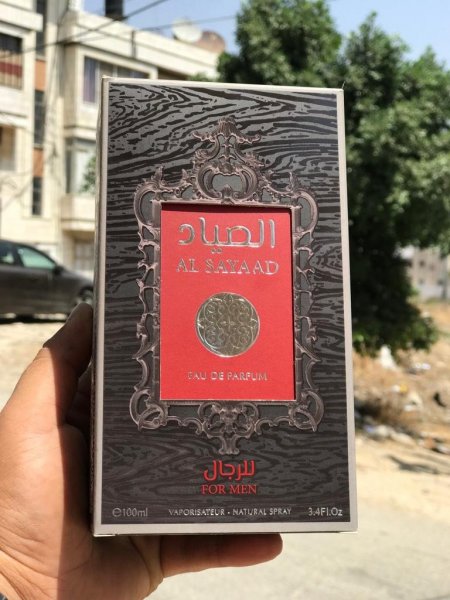 الصياد
AL SAYAAD
EAU DE PARFUM
للرجال
FOR MEN
℮100ml VAPORISATEUR - NATURAL SPRAY 3.4Fl.Oz